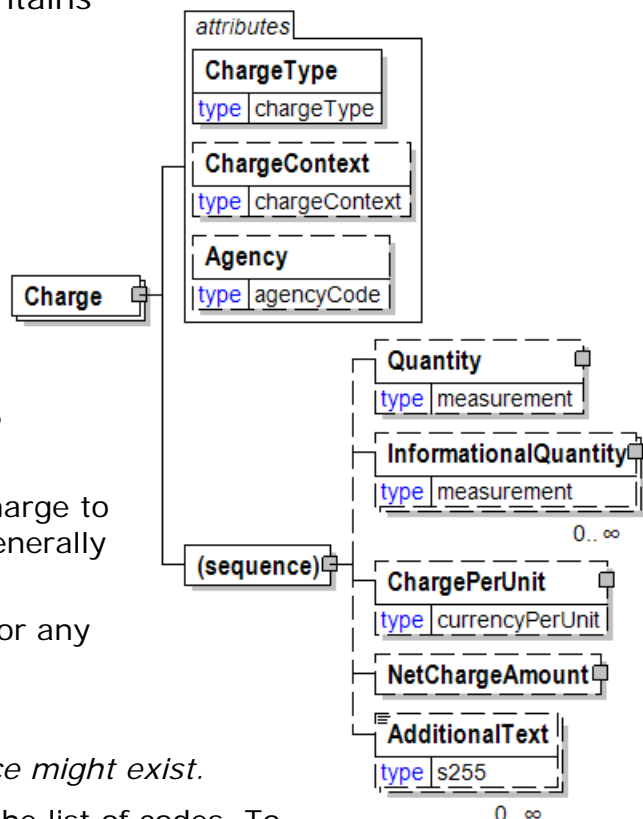 ntains
attributes
ChargeType
type chargeType
ChargeContext
type chargeContext
Agency
type agencyCode
Charge
Quantity
type measurement
InformationalQuantity
type measurement
0.. ∞
harge to
enerally
(sequence)
ChargePerUnit
type currencyPerUnit
or any
NetChargeAmount
AdditionalText
type s255
ce might exist.
he list of codes. To
0.. ∞